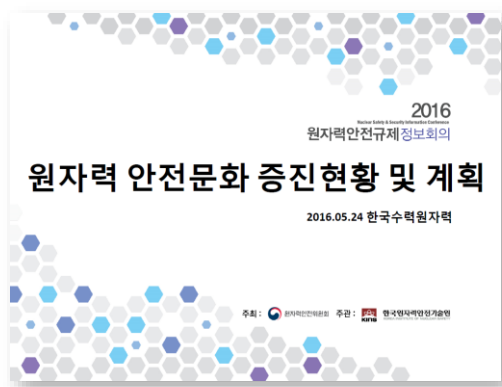 2016
Nuclear Safety & Security Information Conference
원자력안전규제정보회의
원자력 안전문화 증진현황 및 계획
2016.05.24 한국수력원자력
주최 : 원자력안전위원회 주관 : KINS 한국원자력안전기술원